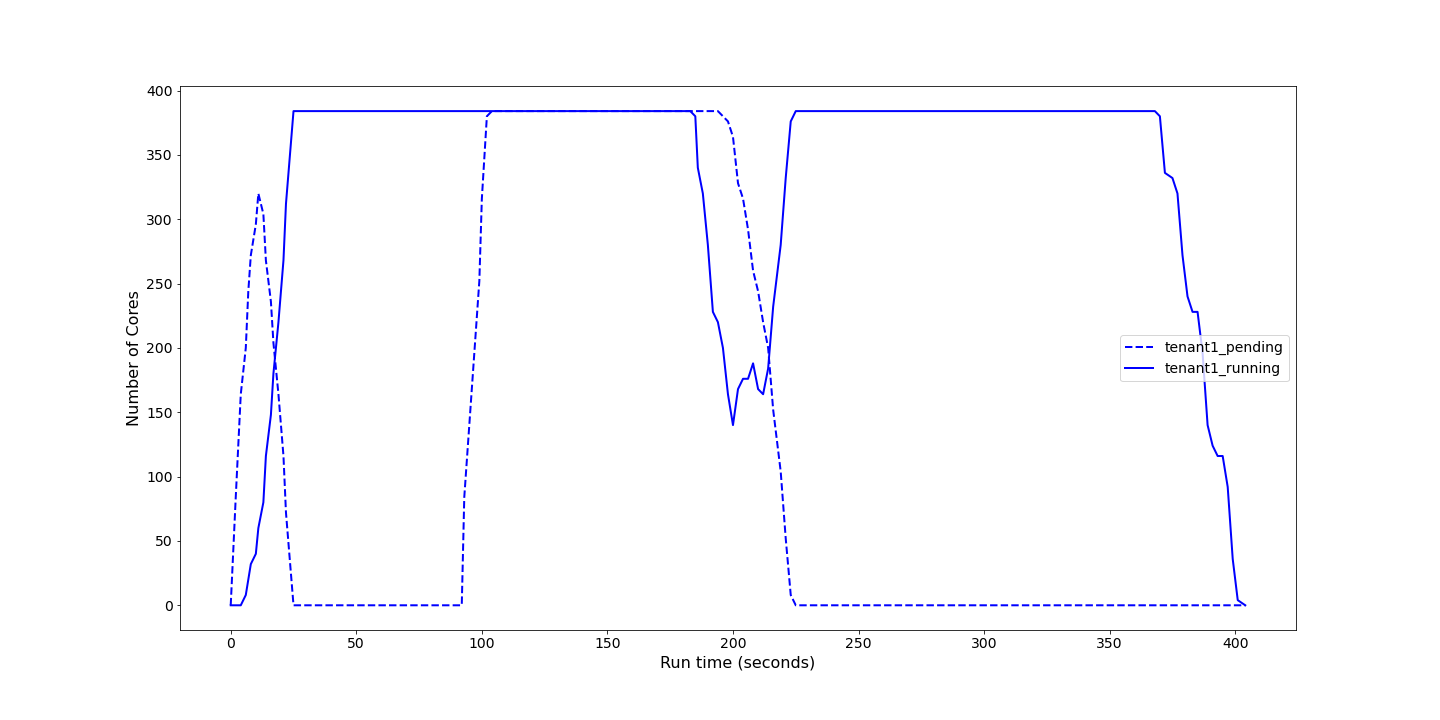 400
350
300
250
200
150
100
50
0
Number of Cores
tenant1_pending
tenant1_running
0 50 100 150 200 250 300 350 400
Run time (seconds)